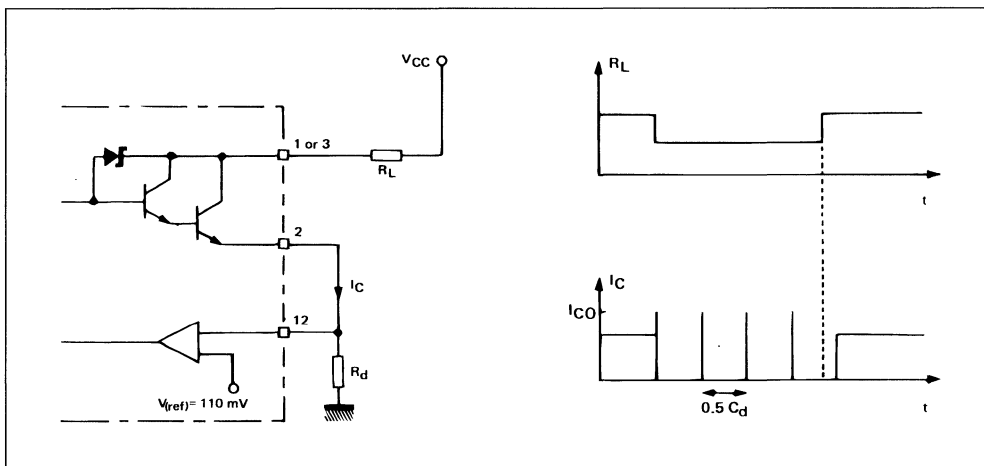 VCC
1 or 3
RL
2
IC
12
Rd
V(ref) = 110 mV
RL
t
IC
ICO
0.5 Cd
t